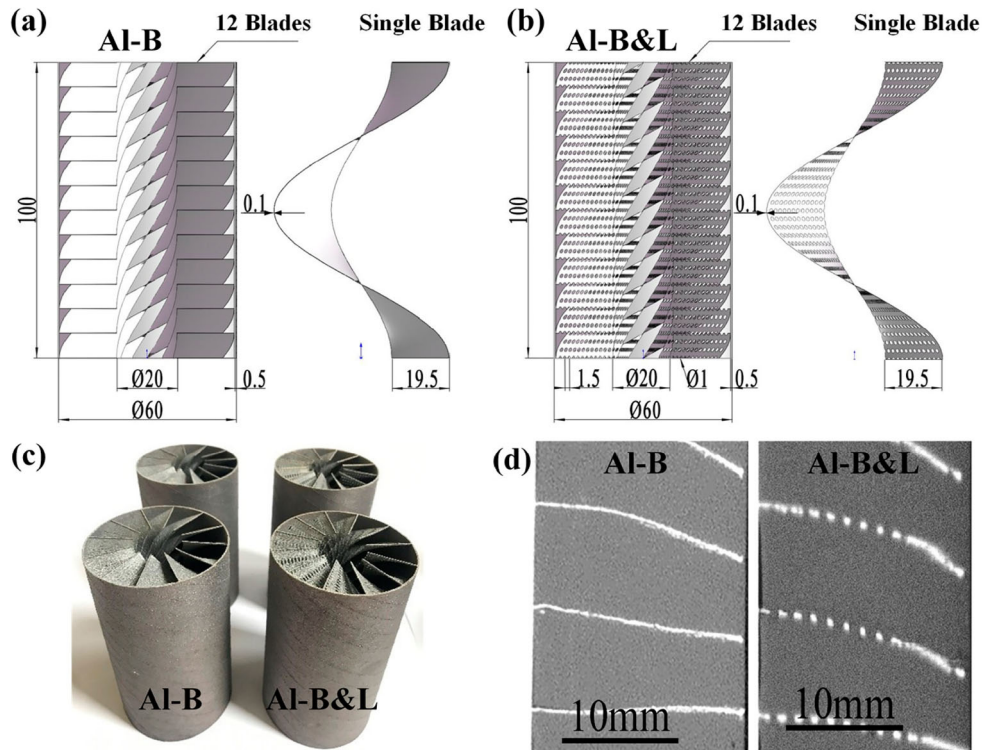 (a)
Al-B
12 Blades
Single Blade
100
0.1
Ø20
0.5
19.5
Ø60
(b)
Al-B&L
12 Blades
Single Blade
100
0.1
1.5
Ø20
Ø1
0.5
19.5
Ø60
(c)
Al-B
Al-B&L
(d)
Al-B
Al-B&L
10mm
10mm